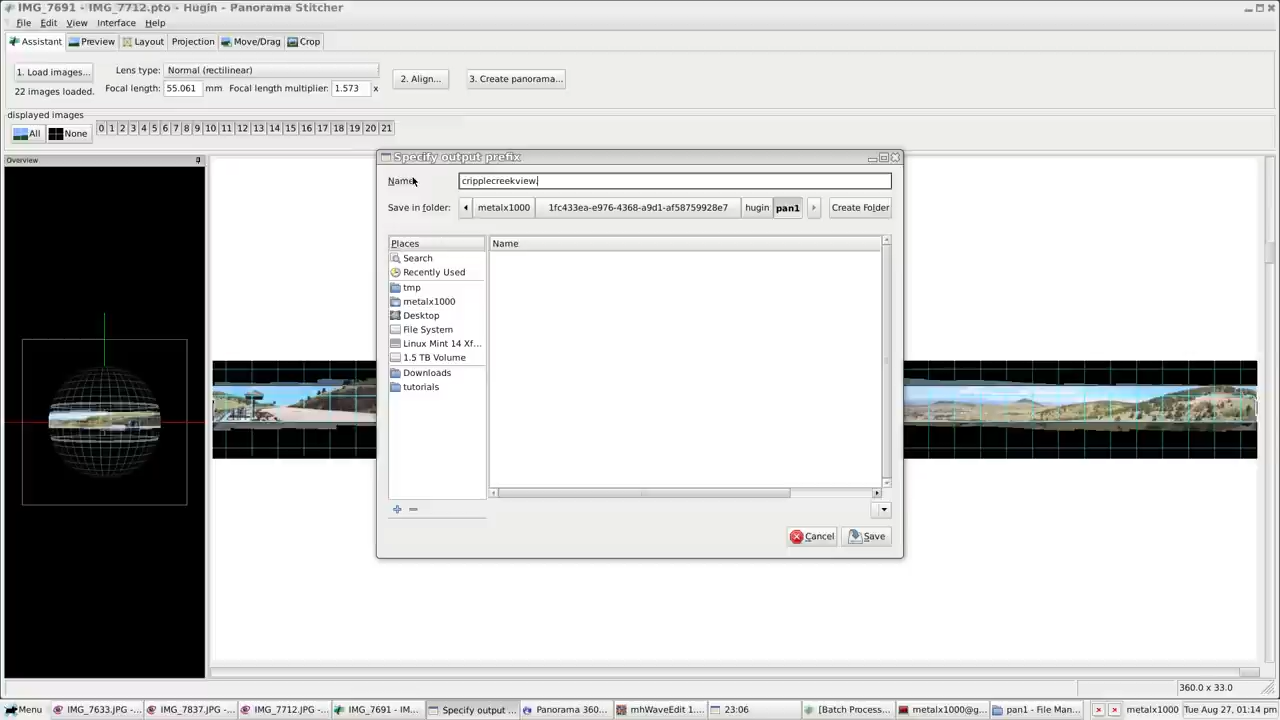 IMG_7691 - IMG_7712.pto - Hugin - Panorama Stitcher
File Edit View Interface Help
Assistant Preview Layout Projection Move/Drag Crop
1. Load images... Lens type: Normal (rectilinear) 2. Align... 3. Create panorama...
22 images loaded. Focal length: 55.061 mm Focal length multiplier: 1.573 x
displayed images
All None 0 1 2 3 4 5 6 7 8 9 10 11 12 13 14 15 16 17 18 19 20 21
Overview
Specify output prefix
Name: cripplecreekview
Save in folder: metalx1000 1fc433ea-e976-4368-a9d1-af58759928e7 hugin pan1 Create Folder
Places Name
Search
Recently Used
tmp
metalx1000
Desktop
File System
Linux Mint 14 Xf...
1.5 TB Volume
Downloads
tutorials
Cancel Save
360.0 x 33.0
Menu IMG_7633.JPG -... IMG_7837.JPG -... IMG_7712.JPG -... IMG_7691 - IM... Specify output ... Panorama 360... mhWaveEdit 1... 23:06 [Batch Process... metalx1000@g... pan1 - File Man... metalx1000 Tue Aug 27, 01:14 pm